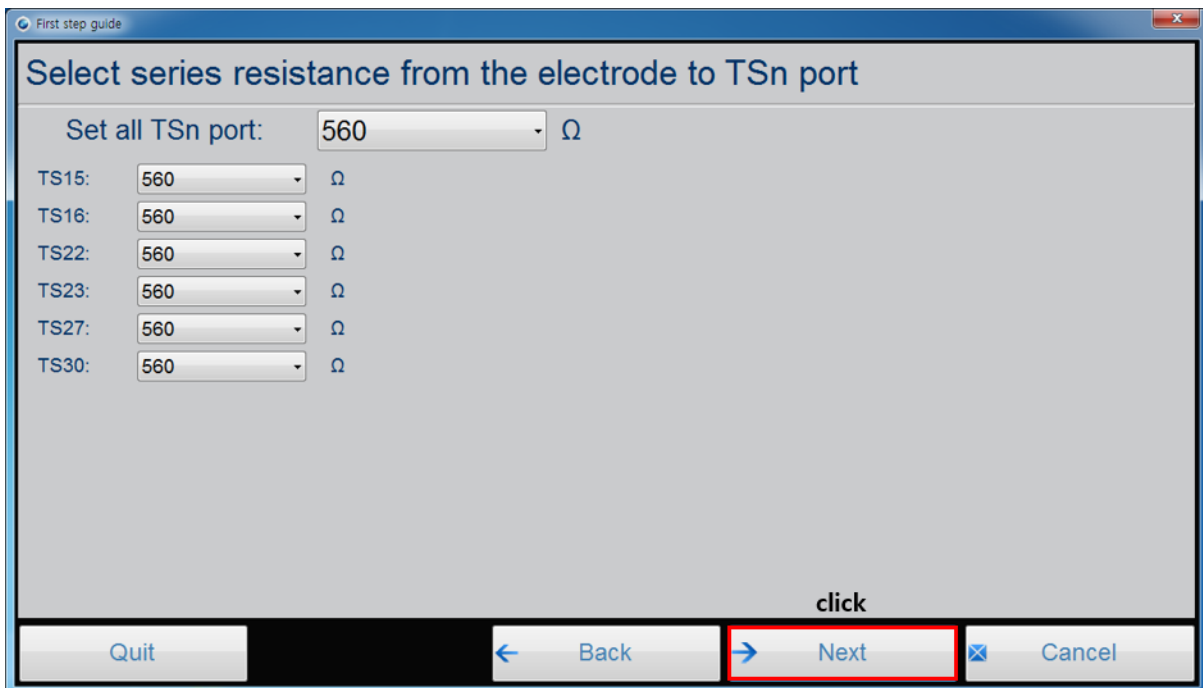 First step guide
Select series resistance from the electrode to TSn port
Set all TSn port: 560 Ω
TS15: 560 Ω
TS16: 560 Ω
TS22: 560 Ω
TS23: 560 Ω
TS27: 560 Ω
TS30: 560 Ω
click
Quit Back Next Cancel